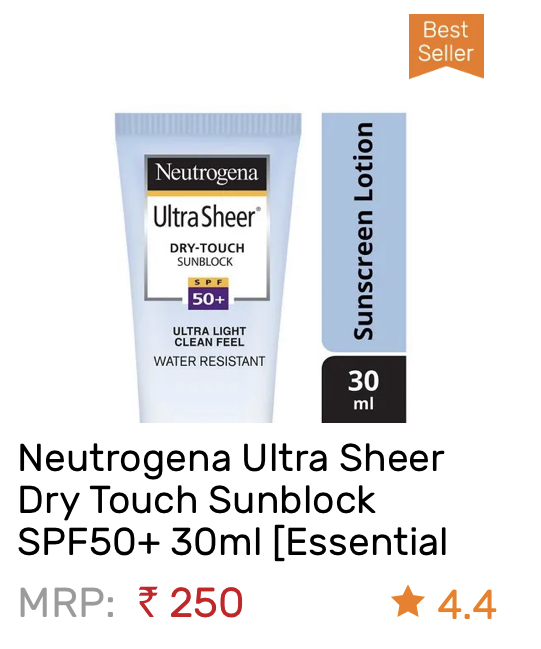 Best
Seller
Neutrogena
Ultra Sheer®
DRY-TOUCH
SUNBLOCK
SPF
50+
ULTRA LIGHT
CLEAN FEEL
WATER RESISTANT
Sunscreen Lotion
30
ml
Neutrogena Ultra Sheer
Dry Touch Sunblock
SPF50+ 30ml [Essential
MRP: ₹ 250
4.4